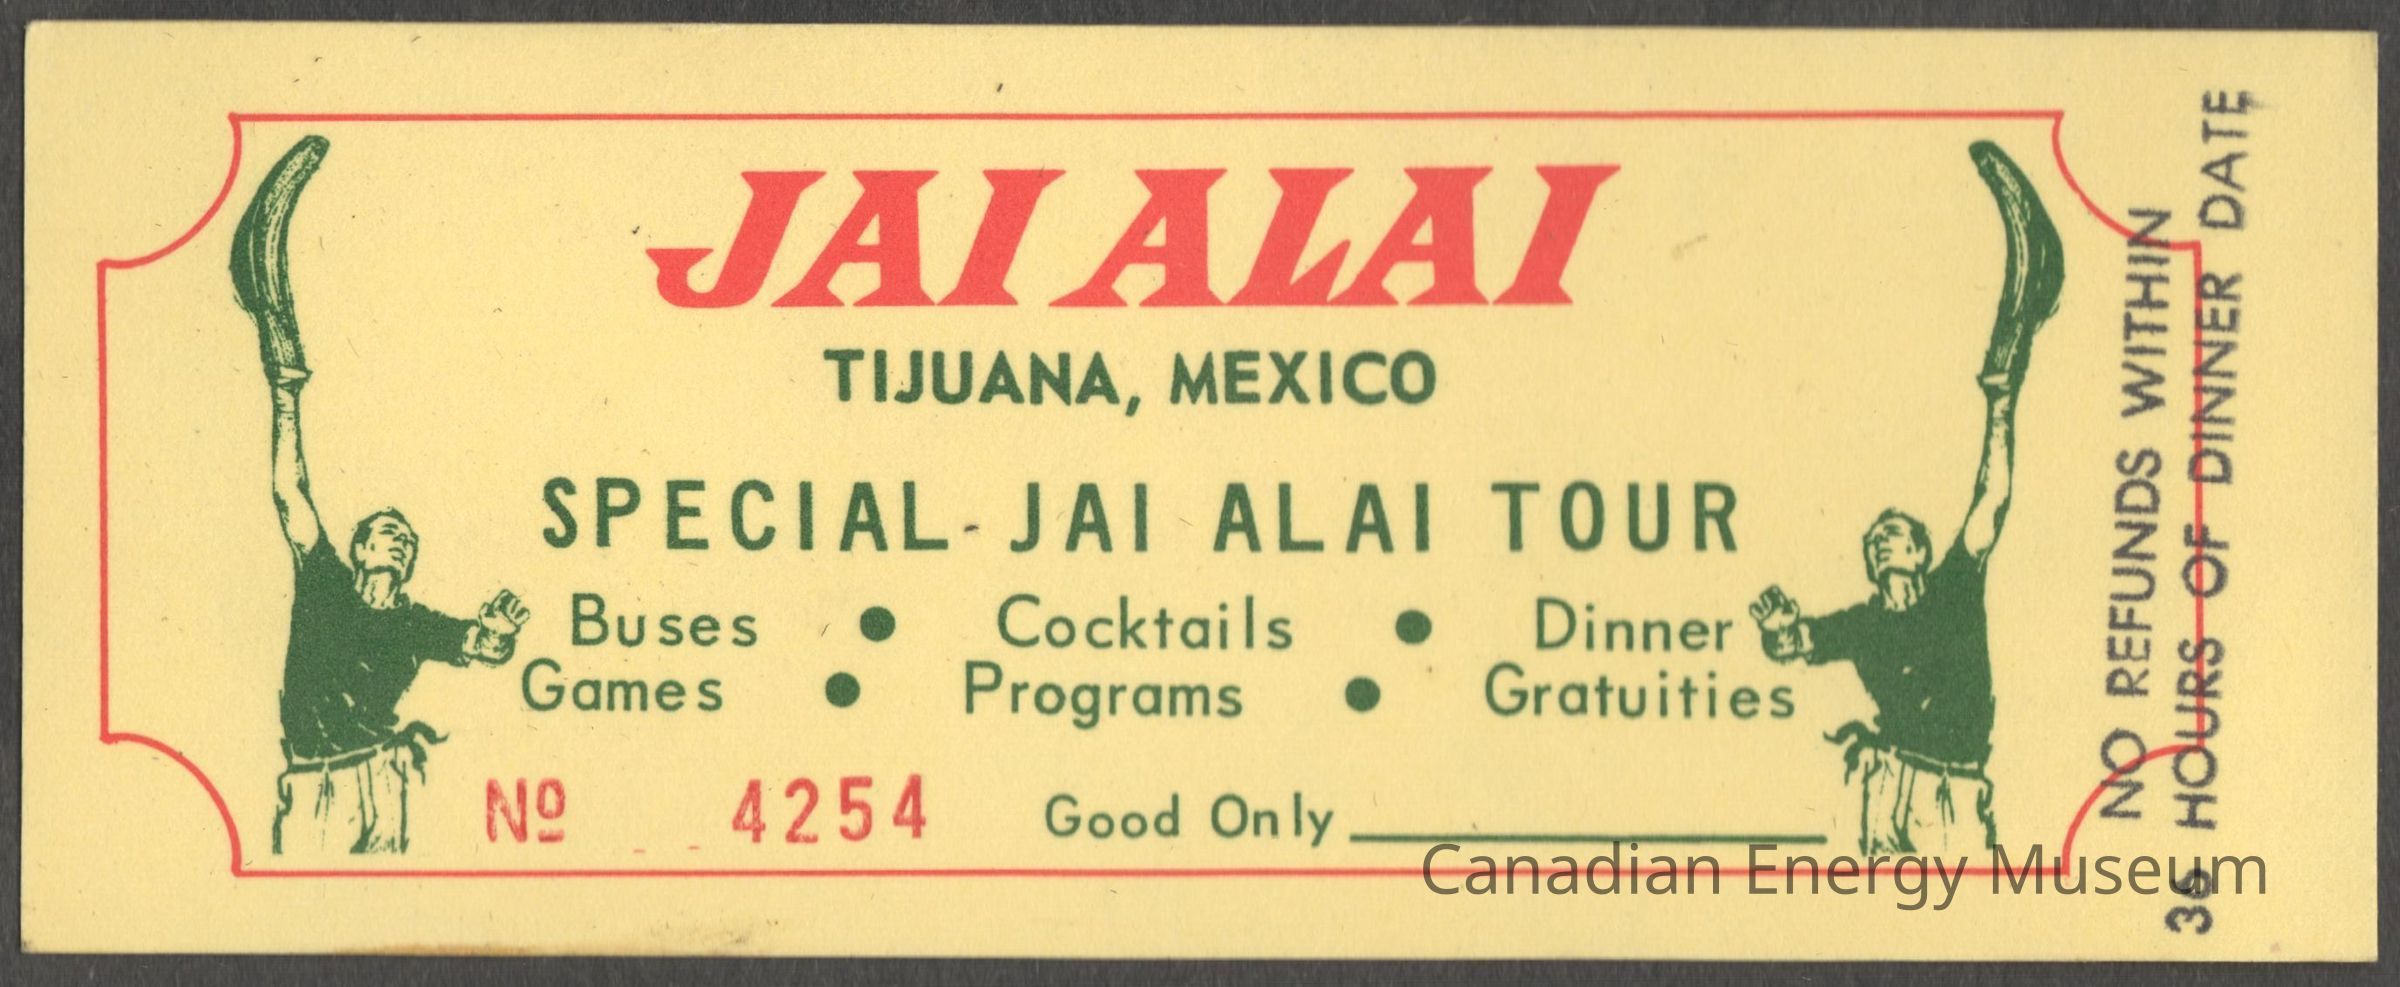 JAI ALAI
TIJUANA, MEXICO
SPECIAL JAI ALAI TOUR
Buses • Cocktails • Dinner
Games • Programs • Gratuities
Nº 4254 Good Only
NO REFUNDS WITHIN
36 HOURS OF DINNER DATE
Canadian Energy Museum